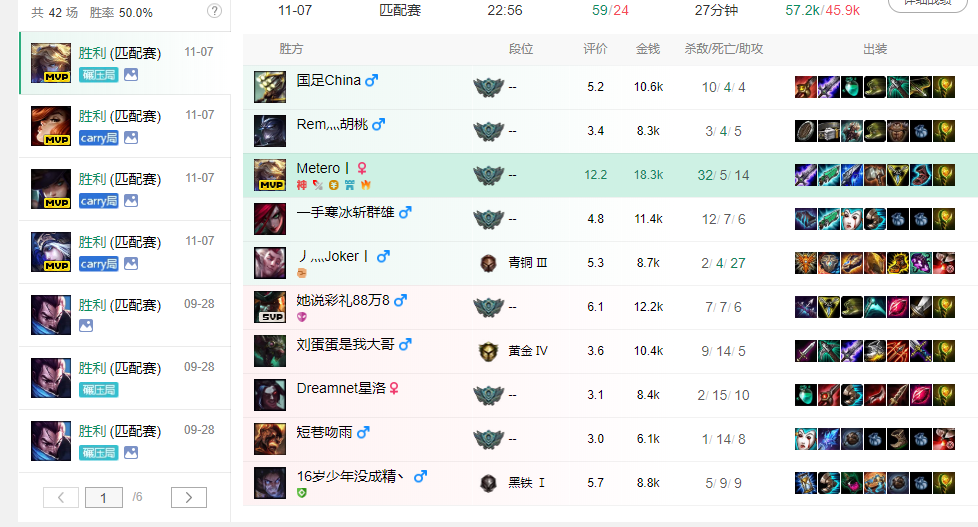 共 42 场 胜率 50.0% ?
胜利 (匹配赛) 11-07
MVP 碾压局
胜利 (匹配赛) 11-07
MVP carry局
胜利 (匹配赛) 11-07
MVP carry局
胜利 (匹配赛) 11-07
MVP carry局
胜利 (匹配赛) 09-28
胜利 (匹配赛) 09-28
碾压局
胜利 (匹配赛) 09-28
碾压局
1 /6
11-07 匹配赛 22:56 59/24 27分钟 57.2k/45.9k 详细战绩
胜方 段位 评价 金钱 杀敌/死亡/助攻 出装
国足China -- 5.2 10.6k 10/ 4/ 4
Rem灬胡桃 -- 3.4 8.3k 3/ 4/ 5
Metero丨 -- 12.2 18.3k 32/ 5/ 14
MVP 神
一手寒冰斩群雄 -- 4.8 11.4k 12/ 7/ 6
丿灬Joker丨 青铜 Ⅲ 5.3 8.7k 2/ 4/ 27
她说彩礼88万8 -- 6.1 12.2k 7/ 7/ 6
SVP
刘蛋蛋是我大哥 黄金 Ⅳ 3.6 10.4k 9/ 14/ 5
Dreamnet星洛 -- 3.1 8.4k 2/ 15/ 10
短巷吻雨 -- 3.0 6.1k 1/ 14/ 8
16岁少年没成精丶 黑铁 Ⅰ 5.7 8.8k 5/ 9/ 9